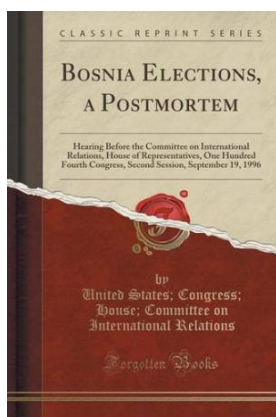 CLASSIC REPRINT SERIES
BOSNIA ELECTIONS,
A POSTMORTEM
Hearing Before the Committee on International
Relations, House of Representatives, One Hundred
Fourth Congress, Second Session, September 19, 1996
by
United States; Congress;
House; Committee on
International Relations
Forgotten Books